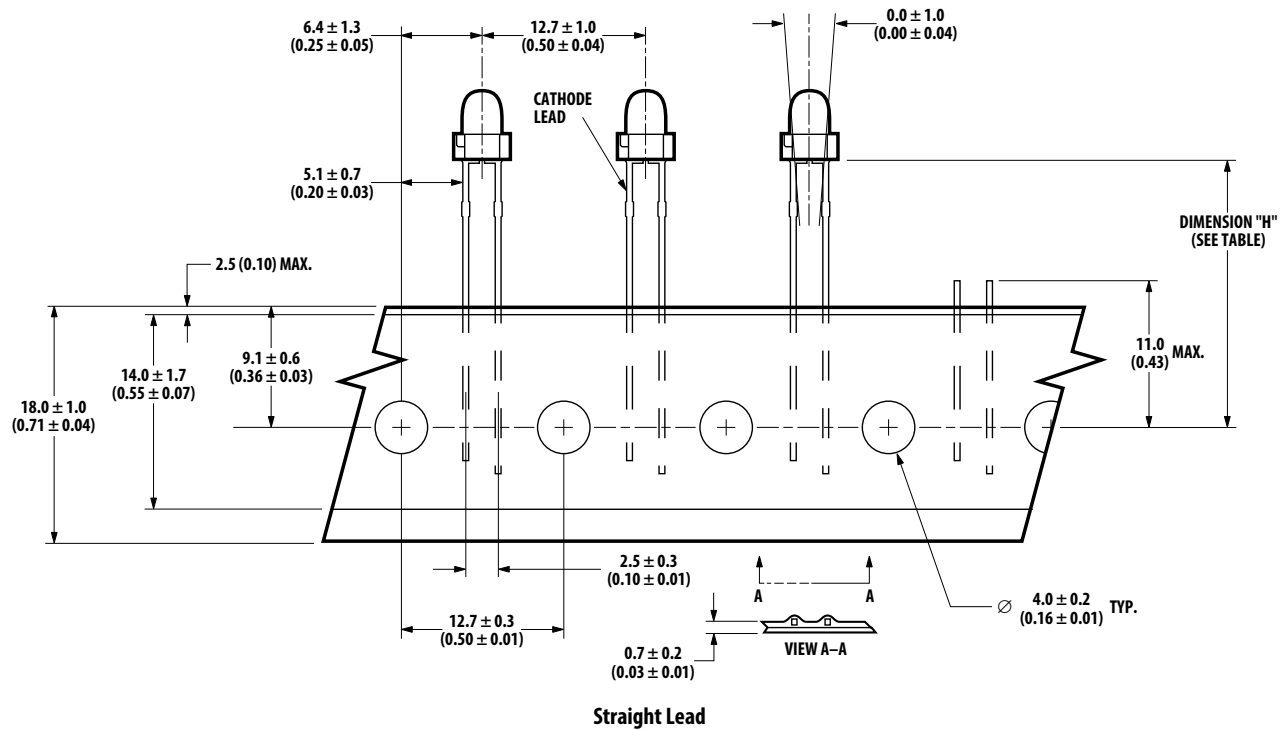 6.4 ± 1.3
(0.25 ± 0.05)
12.7 ± 1.0
(0.50 ± 0.04)
0.0 ± 1.0
(0.00 ± 0.04)
CATHODE
LEAD
5.1 ± 0.7
(0.20 ± 0.03)
DIMENSION "H"
(SEE TABLE)
2.5 (0.10) MAX.
9.1 ± 0.6
(0.36 ± 0.03)
14.0 ± 1.7
(0.55 ± 0.07)
18.0 ± 1.0
(0.71 ± 0.04)
11.0
(0.43) MAX.
2.5 ± 0.3
(0.10 ± 0.01)
12.7 ± 0.3
(0.50 ± 0.01)
A A
0.7 ± 0.2
(0.03 ± 0.01)
VIEW A–A
∅ 4.0 ± 0.2 TYP.
(0.16 ± 0.01)
Straight Lead